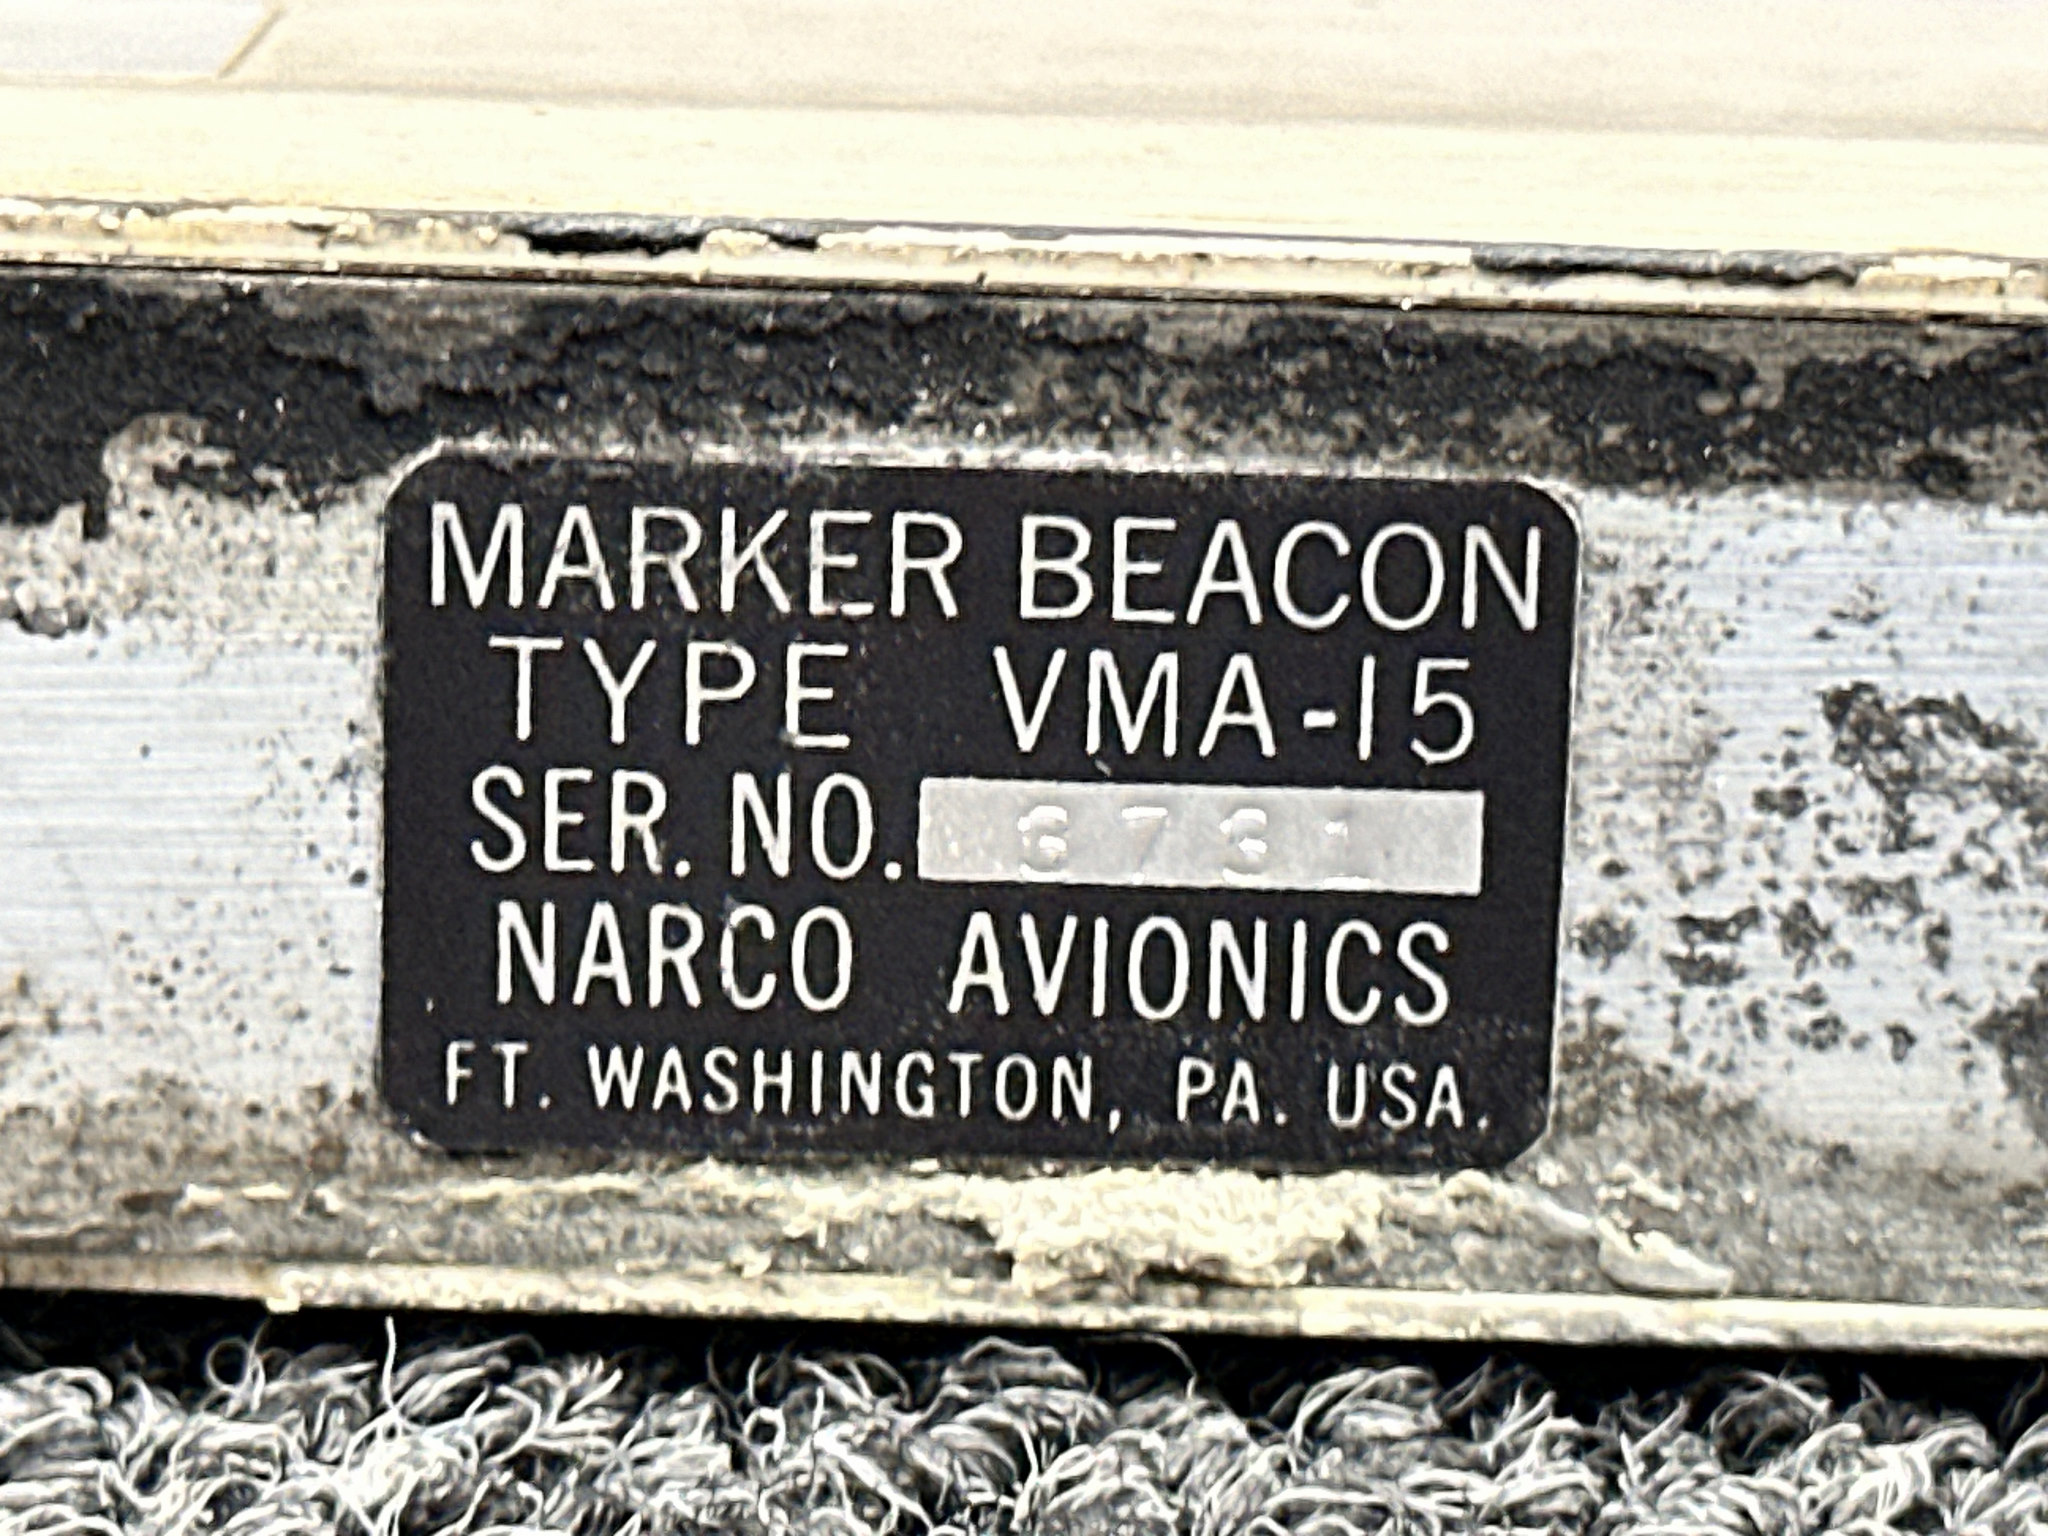 MARKER BEACON
TYPE VMA-15
SER. NO.
NARCO AVIONICS
FT. WASHINGTON, PA. USA.